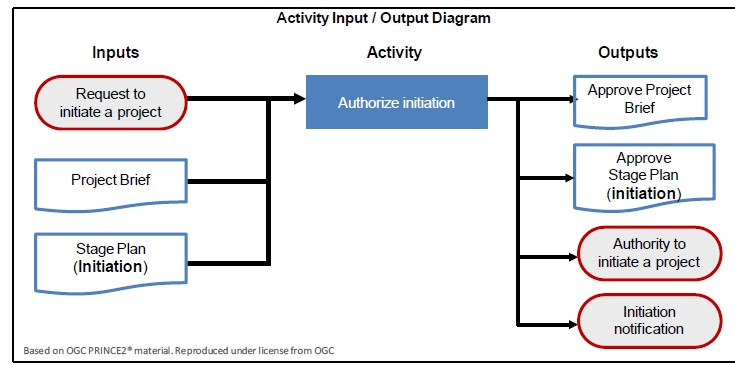 Activity Input / Output Diagram
Inputs
Activity
Outputs
Request to
initiate a project
Project Brief
Stage Plan
(Initiation)
Authorize initiation
Approve Project
Brief
Approve
Stage Plan
(initiation)
Authority to
initiate a project
Initiation
notification
Based on OGC PRINCE2® material. Reproduced under license from OGC